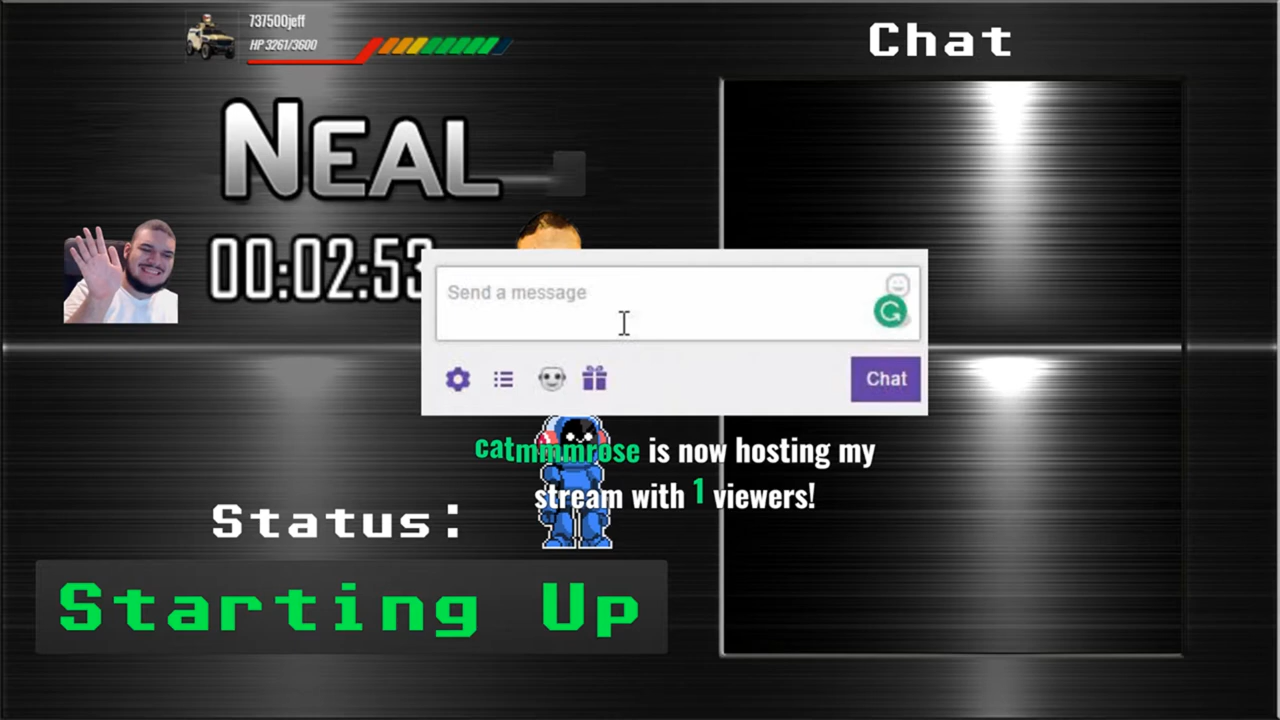 737500jeff
HP 3261/3600
Chat
NEAL
00:02:53
Send a message
Chat
catmmmrose is now hosting my
stream with 1 viewers!
Status:
Starting Up